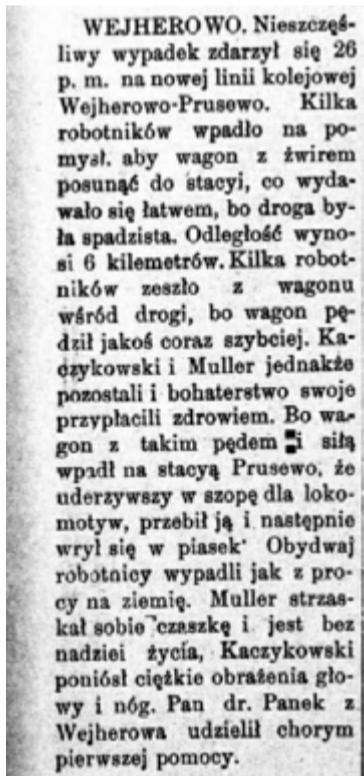 WEJHEROWO. Nieszczęś-
liwy wypadek zdarzył się 26
p. m. na nowej linii kolejowej
Wejherowo-Prusewo. Kilka
robotników wpadło na po-
mysł. aby wagon z żwirem
posunąć do stacyi, co wyda-
wało się łatwem, bo droga by-
ła spadzista. Odległość wyno-
si 6 kilemetrów. Kilka robot-
ników zeszło z wagonu
wśród drogi, bo wagon pę-
dził jakoś coraz szybciej. Ka-
czykowski i Muller jednakże
pozostali i bohaterstwo swoje
przypłacili zdrowiem. Bo wa-
gon z takim pędem i siłą
wpadł na stacyą Prusewo, że
uderzywszy w szopę dla loko-
motyw, przebił ją i następnie
wrył się w piasek· Obydwaj
robotnicy wypadli jak z pro-
cy na ziemię. Muller strzas-
kał sobie czaszkę i jest bez
nadziei życia, Kaczykowski
poniósł ciężkie obrażenia gło-
wy i nóg. Pan dr. Panek z
Wejherowa udzielił chorym
pierwszej pomocy.